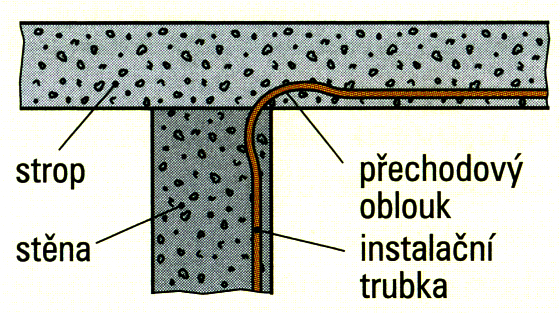 strop
přechodový
oblouk
stěna
instalační
trubka